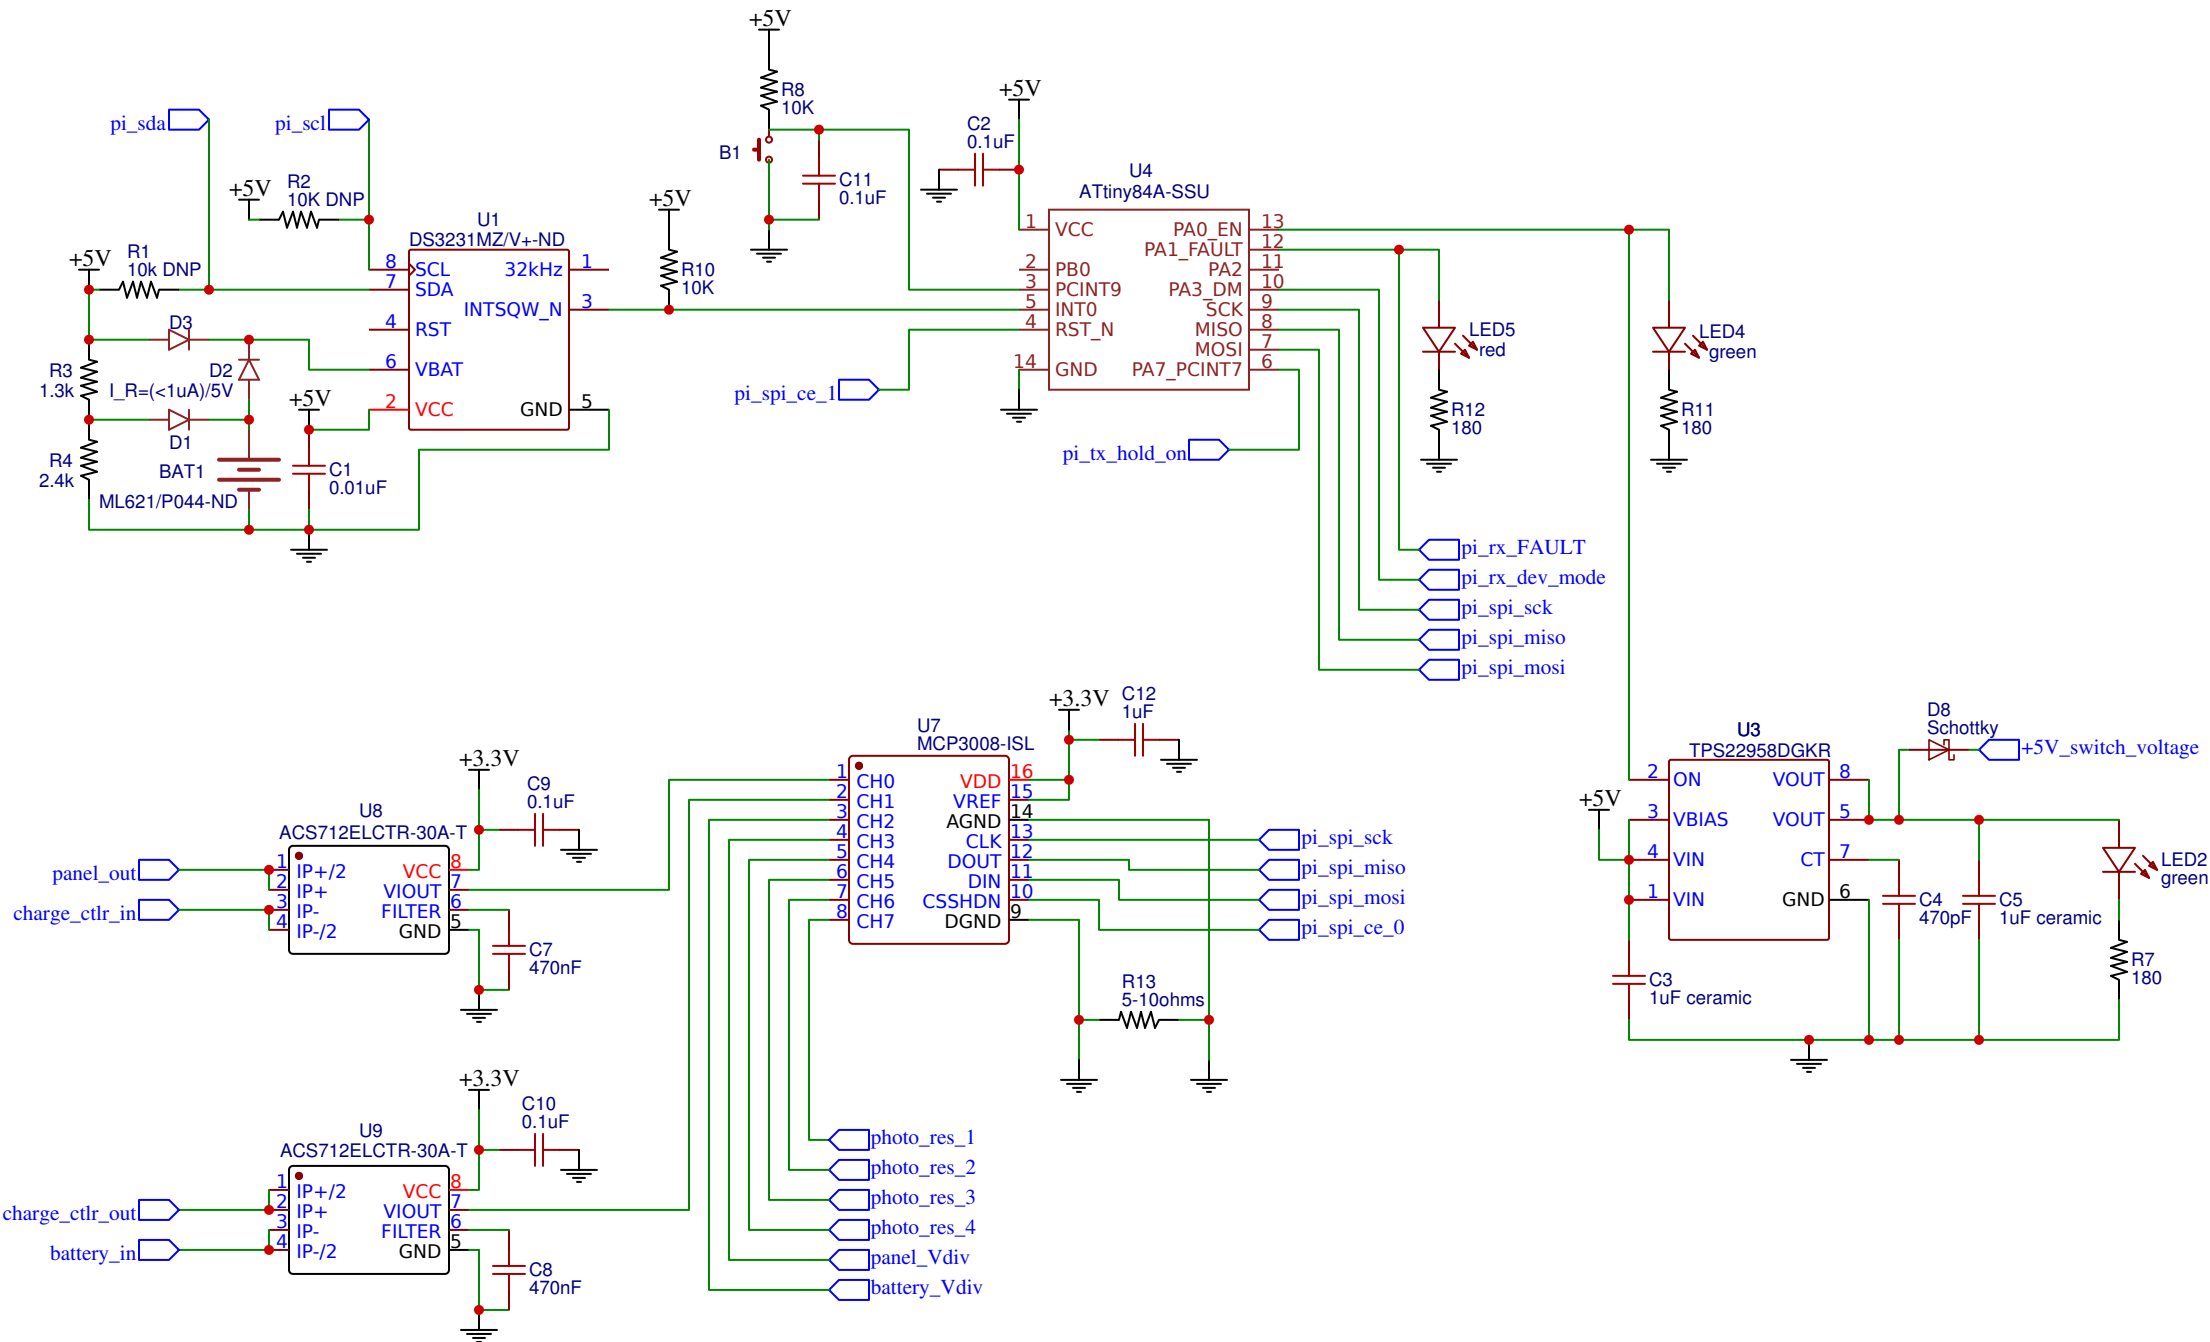 +5V
R8
10K
B1
C11
0.1uF
+5V
C2
0.1uF
pi_sda
pi_scl
+5V
R2
10K DNP
+5V
R1
10k DNP
U1
DS3231MZ/V+-ND
8 SCL
7 SDA
4 RST
6 VBAT
2 VCC
32kHz 1
INTSQW_N 3
GND 5
D3
D2
R3
1.3k
I_R=(<1uA)/5V
D1
R4
2.4k
BAT1
ML621/P044-ND
+5V
C1
0.01uF
+5V
R10
10K
U4
ATtiny84A-SSU
1 VCC
2 PB0
3 PCINT9
5 INT0
4 RST_N
14 GND
PA0_EN 13
PA1_FAULT 12
PA2 11
PA3_DM 10
SCK 9
MISO 8
MOSI 7
PA7_PCINT7 6
pi_spi_ce_1
pi_tx_hold_on
LED5
red
R12
180
LED4
green
R11
180
pi_rx_FAULT
pi_rx_dev_mode
pi_spi_sck
pi_spi_miso
pi_spi_mosi
+3.3V
C9
0.1uF
U8
ACS712ELCTR-30A-T
panel_out
charge_ctlr_in
1 IP+/2
2 IP+
3 IP-
4 IP-/2
VCC 8
VIOUT 7
FILTER 6
GND 5
C7
470nF
+3.3V
C10
0.1uF
U9
ACS712ELCTR-30A-T
charge_ctlr_out
battery_in
1 IP+/2
2 IP+
3 IP-
4 IP-/2
VCC 8
VIOUT 7
FILTER 6
GND 5
C8
470nF
+3.3V
C12
1uF
U7
MCP3008-ISL
1 CH0
2 CH1
3 CH2
4 CH3
5 CH4
6 CH5
7 CH6
8 CH7
VDD 16
VREF 15
AGND 14
CLK 13
DOUT 12
DIN 11
CSSHDN 10
DGND 9
pi_spi_sck
pi_spi_miso
pi_spi_mosi
pi_spi_ce_0
R13
5-10ohms
photo_res_1
photo_res_2
photo_res_3
photo_res_4
panel_Vdiv
battery_Vdiv
U3
TPS22958DGKR
+5V
2 ON
3 VBIAS
4 VIN
1 VIN
VOUT 8
VOUT 5
CT 7
GND 6
D8
Schottky
+5V_switch_voltage
C3
1uF ceramic
C4
470pF
C5
1uF ceramic
LED2
green
R7
180